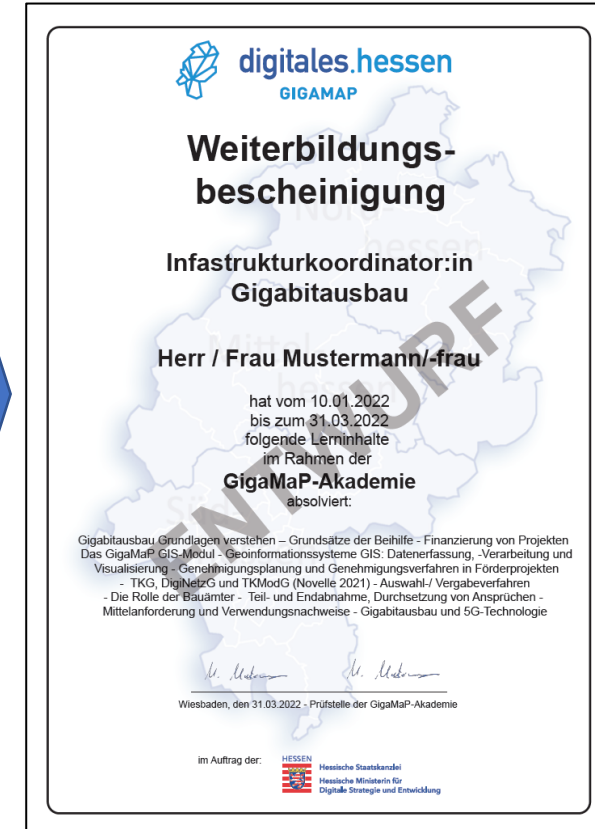 digitales.hessen
GIGAMAP
Weiterbildungs-
bescheinigung
Infastrukturkoordinator:in
Gigabitausbau
Herr / Frau Mustermann/-frau
hat vom 10.01.2022
bis zum 31.03.2022
folgende Lerninhalte
im Rahmen der
GigaMaP-Akademie
absolviert:
Gigabitausbau Grundlagen verstehen – Grundsätze der Beihilfe - Finanzierung von Projekten
Das GigaMaP GIS-Modul - Geoinformationssysteme GIS: Datenerfassung, -Verarbeitung und
Visualisierung - Genehmigungsplanung und Genehmigungsverfahren in Förderprojekten
- TKG, DigiNetzG und TKModG (Novelle 2021) - Auswahl-/ Vergabeverfahren
- Die Rolle der Bauämter - Teil- und Endabnahme, Durchsetzung von Ansprüchen -
Mittelanforderung und Verwendungsnachweise - Gigabitausbau und 5G-Technologie
Wiesbaden, den 31.03.2022 - Prüfstelle der GigaMaP-Akademie
im Auftrag der:
HESSEN
Hessische Staatskanzlei
Hessische Ministerin für
Digitale Strategie und Entwicklung
ENTWURF
Nord-
hessen
Mittel
hessen
Süd